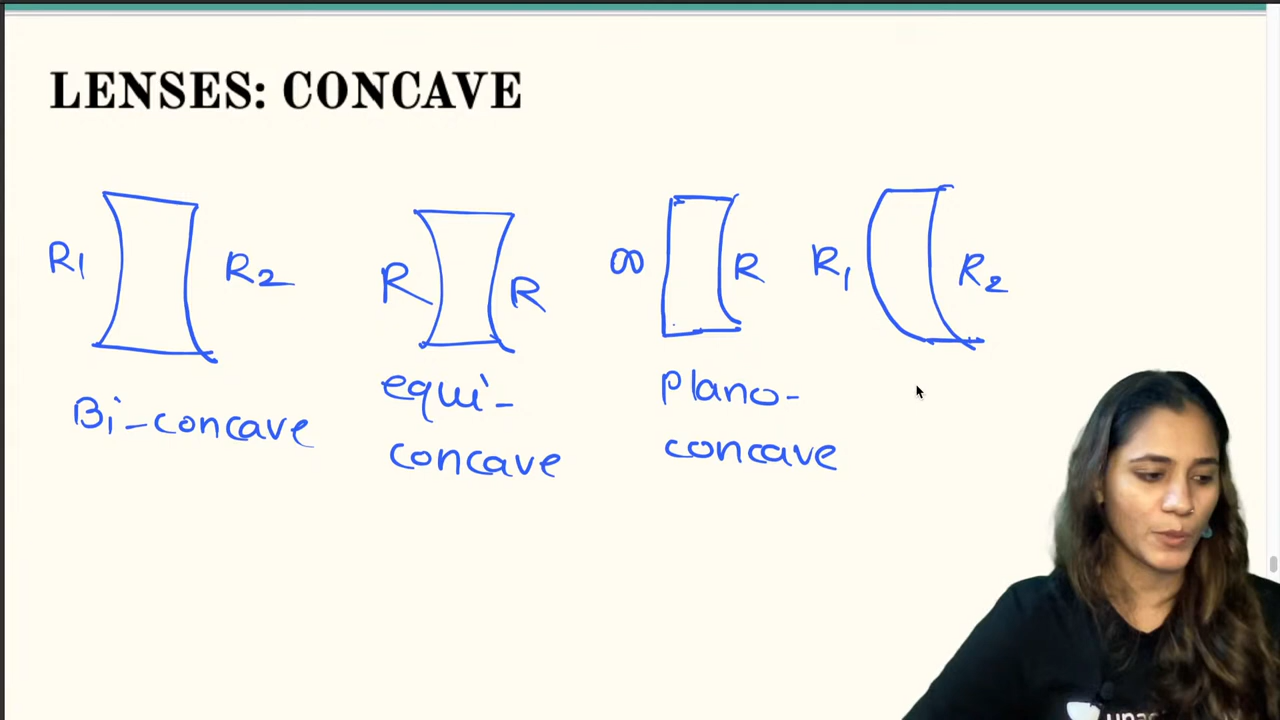 LENSES: CONCAVE
R1 R2 R R ∞ R R1 R2
Bi-concave
equi-
concave
plano-
concave